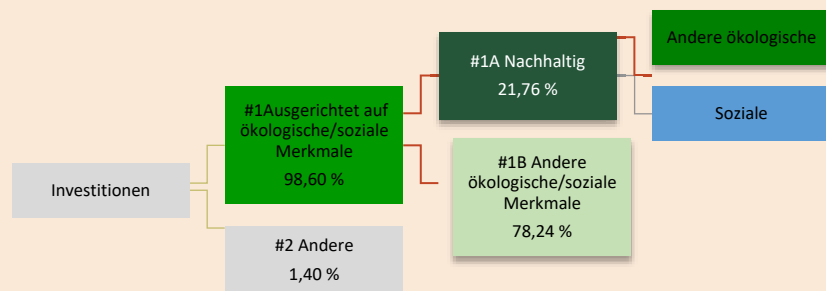 Investitionen
#1Ausgerichtet auf
ökologische/soziale
Merkmale
98,60 %
#2 Andere
1,40 %
#1A Nachhaltig
21,76 %
#1B Andere
ökologische/soziale
Merkmale
78,24 %
Andere ökologische
Soziale